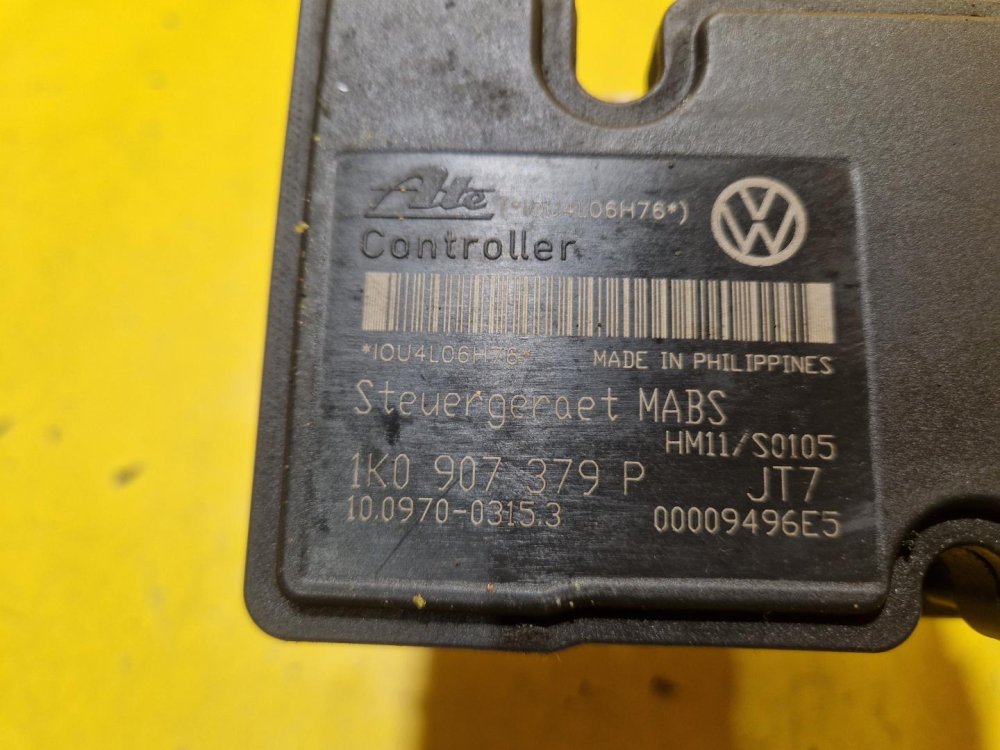 Ate (*IOU4L06H76*)
Controller
*IOU4L06H76*
MADE IN PHILIPPINES
Steuergeraet MABS
HM11/S0105
1K0 907 379 P JT7
10.0970-0315.3 00009496E5